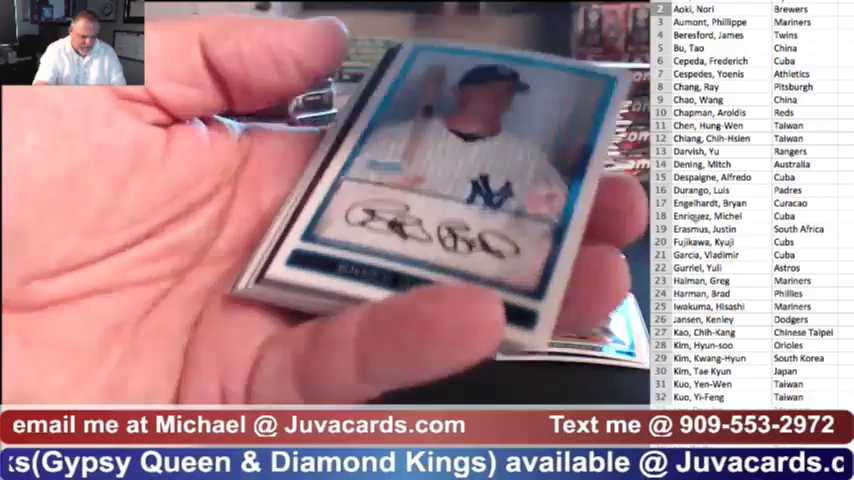 2 Aoki, Nori Brewers
3 Aumont, Phillippe Mariners
4 Beresford, James Twins
5 Bu, Tao China
6 Cepeda, Frederich Cuba
7 Cespedes, Yoenis Athletics
8 Chang, Ray Pitsburgh
9 Chao, Wang China
10 Chapman, Aroldis Reds
11 Chen, Hung-Wen Taiwan
12 Chiang, Chih-Hsien Taiwan
13 Darvish, Yu Rangers
14 Dening, Mitch Australia
15 Despaigne, Alfredo Cuba
16 Durango, Luis Padres
17 Engelhardt, Bryan Curacao
18 Enriquez, Michel Cuba
19 Erasmus, Justin South Africa
20 Fujikawa, Kyuji Cubs
21 Garcia, Vladimir Cuba
22 Gurriel, Yuli Astros
23 Halman, Greg Mariners
24 Harman, Brad Phillies
25 Iwakuma, Hisashi Mariners
26 Jansen, Kenley Dodgers
27 Kao, Chih-Kang Chinese Taipei
28 Kim, Hyun-soo Orioles
29 Kim, Kwang-Hyun South Korea
30 Kim, Tae Kyun Japan
31 Kuo, Yen-Wen Taiwan
32 Kuo, Yi-Feng Taiwan
NY
email me at Michael @ Juvacards.com Text me @ 909-553-2972
ks(Gypsy Queen & Diamond Kings) available @ Juvacards.c